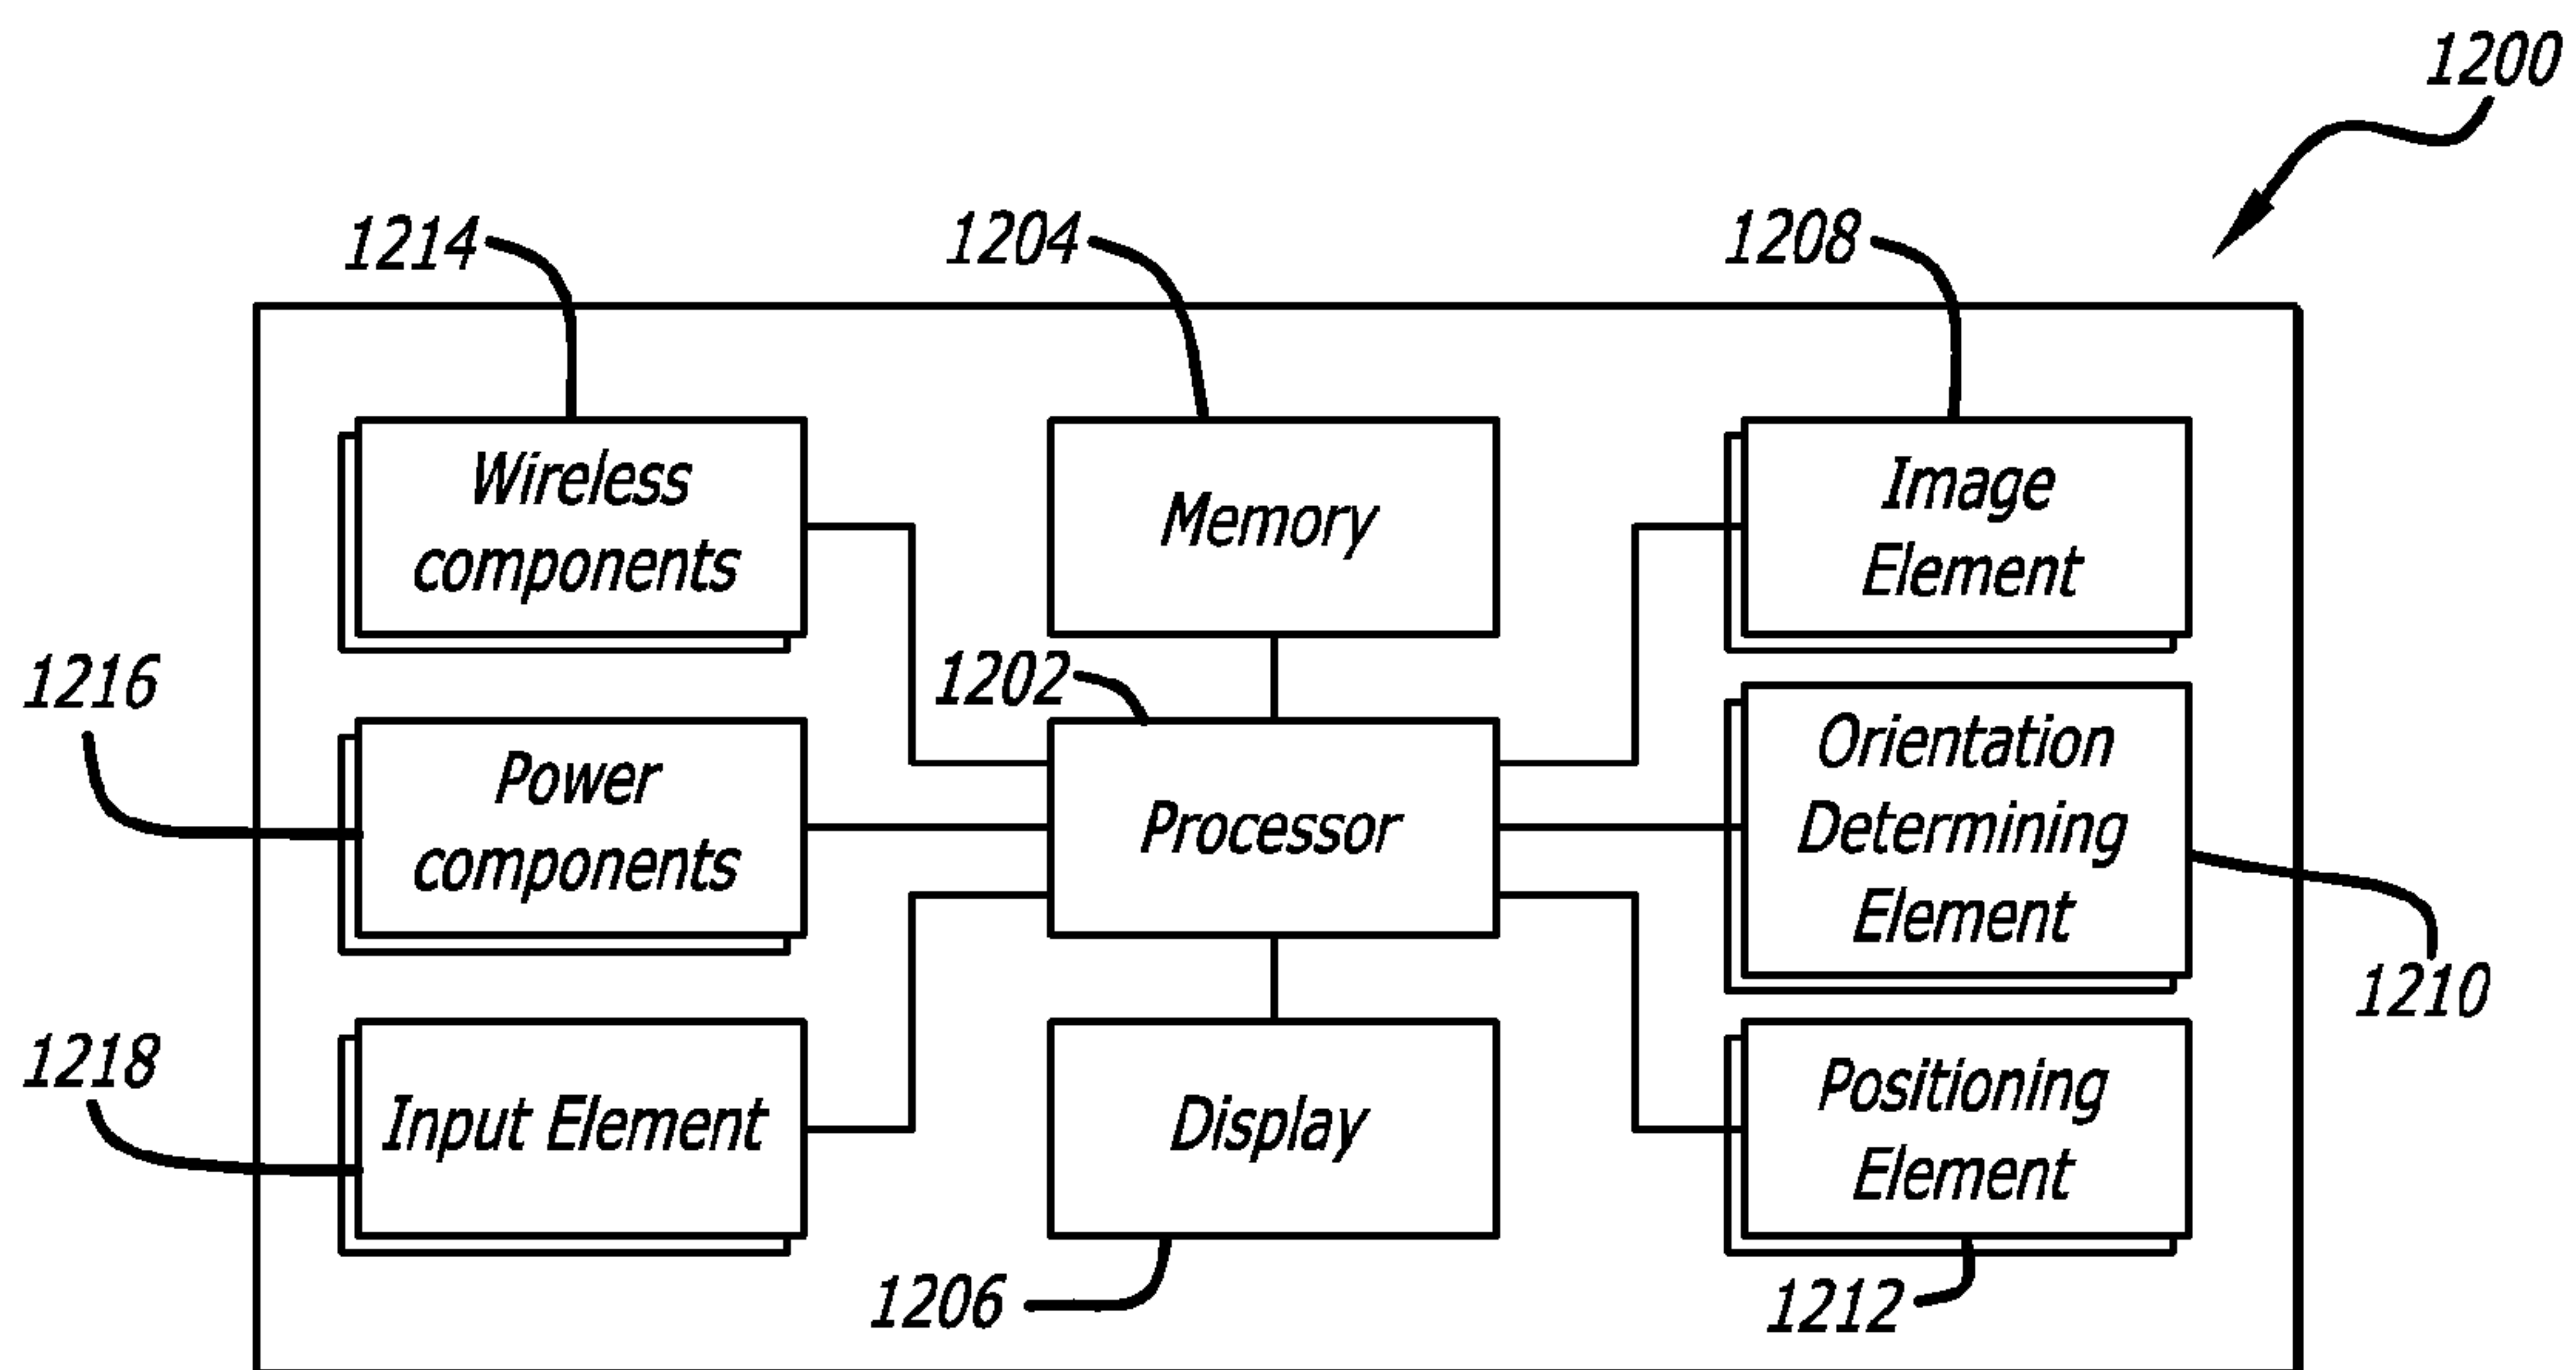 1200
1214
1204
1208
Wireless
components
Memory
Image
Element
1216
1202
Power
components
Processor
Orientation
Determining
Element
1210
1218
Input Element
Display
Positioning
Element
1206
1212